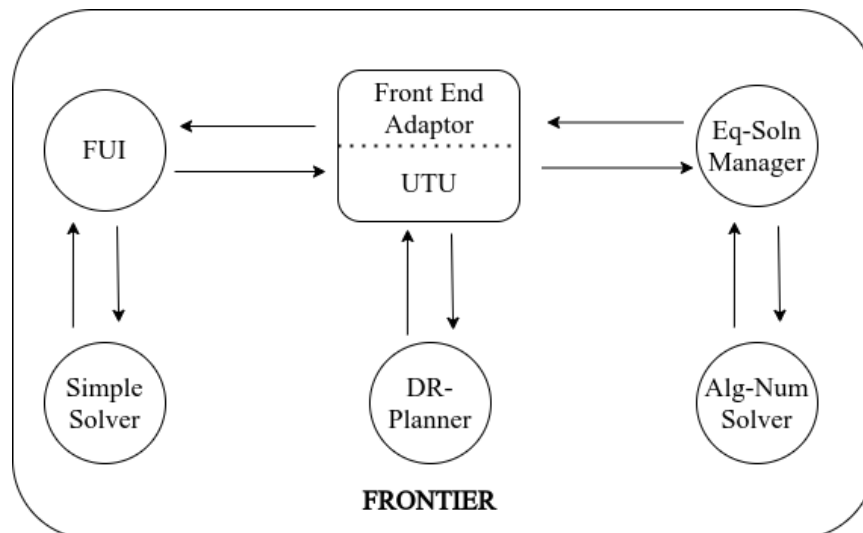 FUI
Front End
Adaptor
UTU
Eq-Soln
Manager
Simple
Solver
DR-
Planner
Alg-Num
Solver
FRONTIER